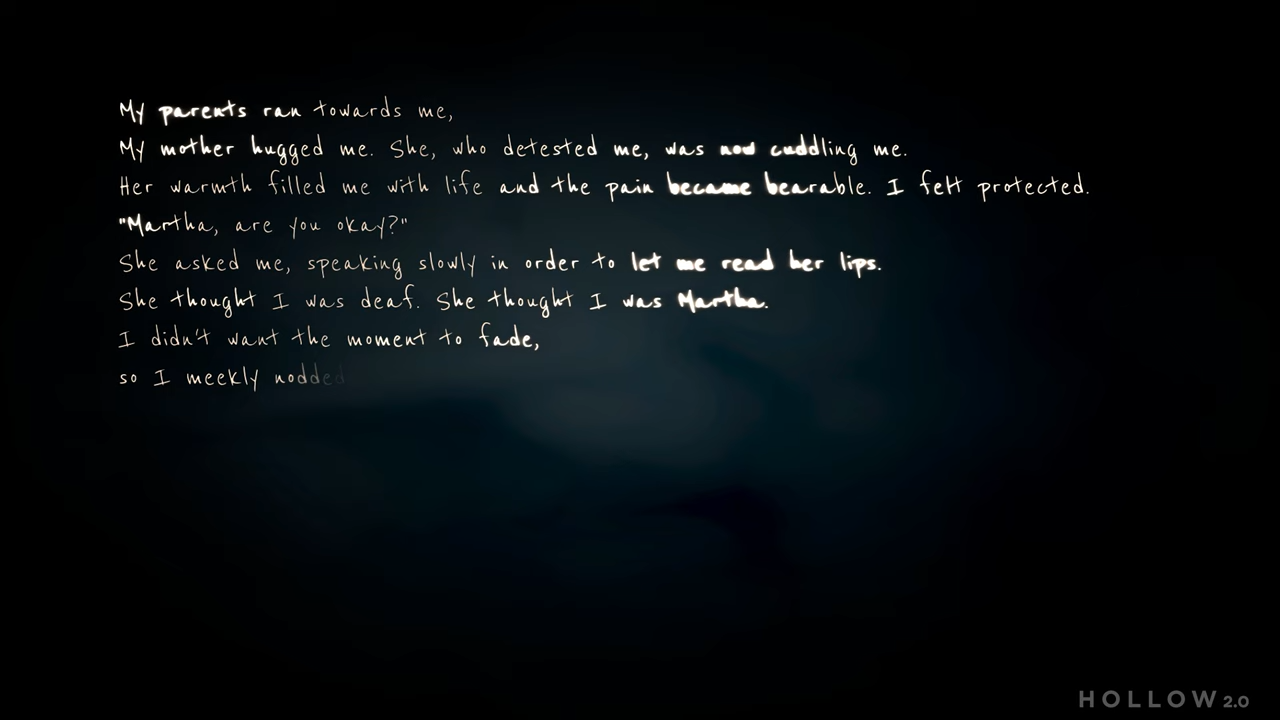 My parents ran towards me,
My mother hugged me. She, who detested me, was now cuddling me.
Her warmth filled me with life and the pain became bearable. I felt protected.
"Martha, are you okay?"
She asked me, speaking slowly in order to let me read her lips.
She thought I was deaf. She thought I was Martha.
I didn't want the moment to fade,
so I meekly nodded
HOLLOW 2.0